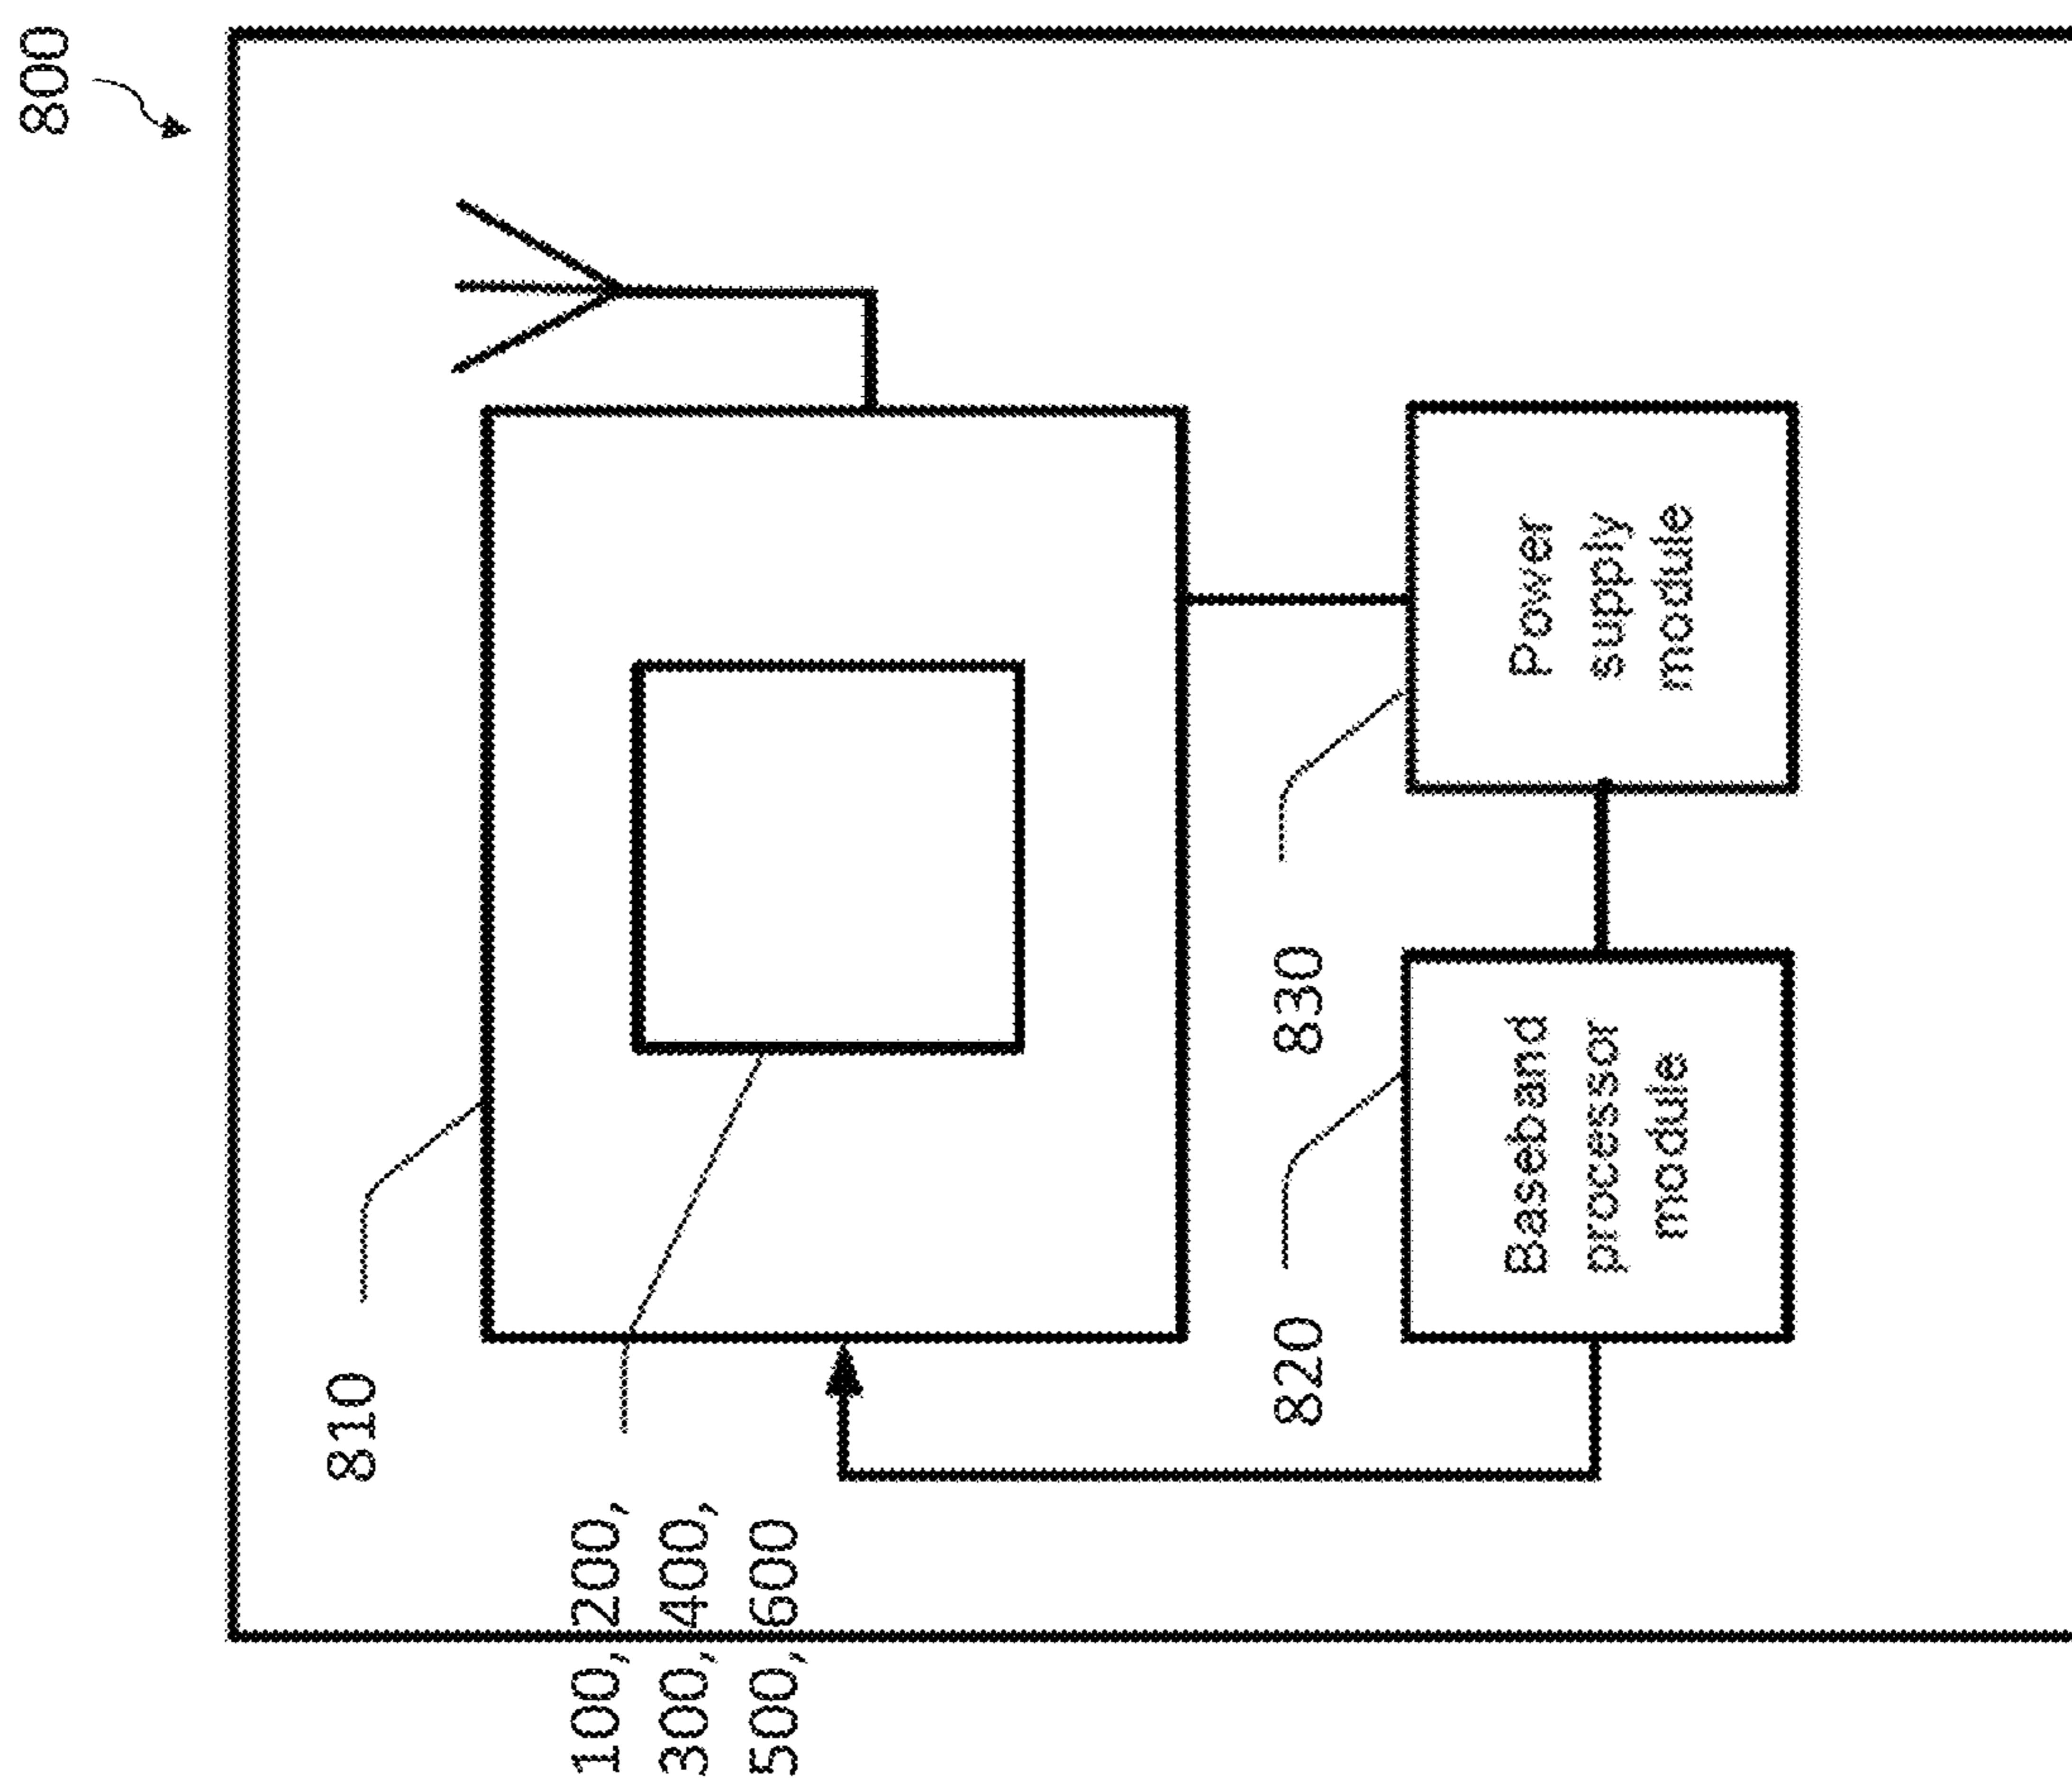 800
810
100, 200,
300, 400,
500, 600
820
Baseband
processor
module
830
Power
supply
module